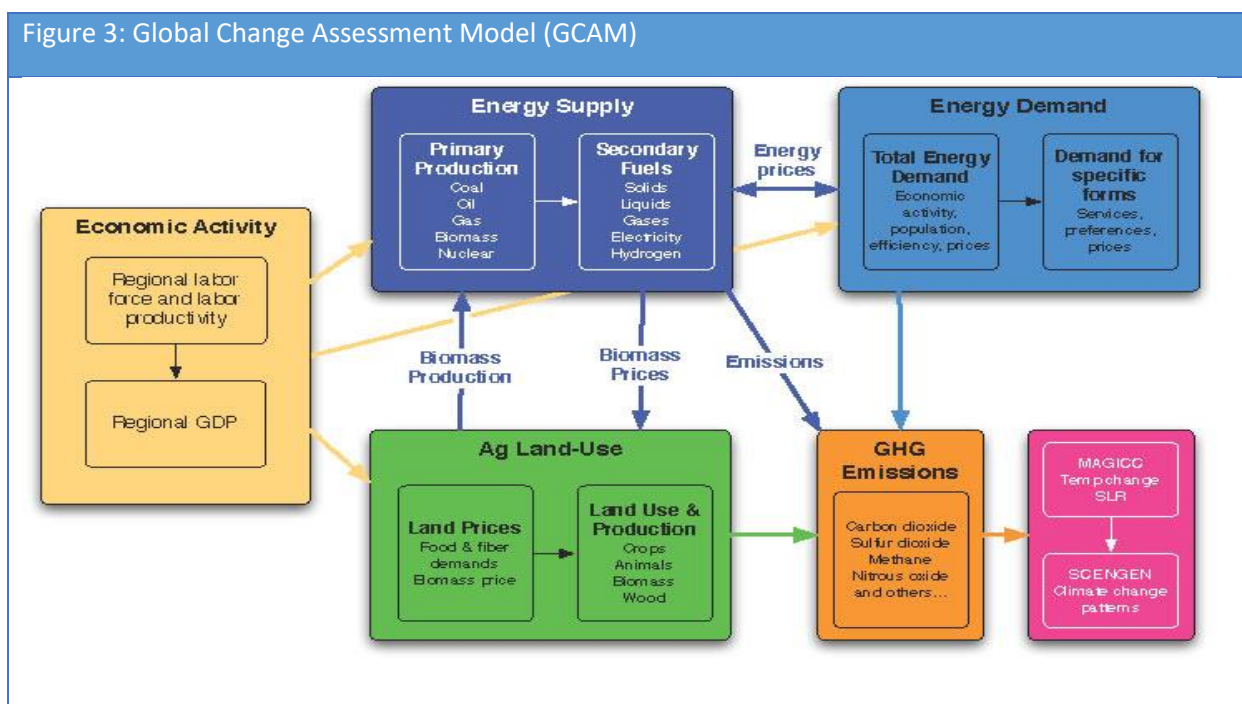 Figure 3: Global Change Assessment Model (GCAM)
Economic Activity
Regional labor
force and labor
productivity
Regional GDP
Energy Supply
Primary
Production
Coal
Oil
Gas
Biomass
Nuclear
Secondary
Fuels
Solids
Liquids
Gases
Electricity
Hydrogen
Energy
prices
Energy Demand
Total Energy
Demand
Economic
activity,
population,
efficiency, prices
Demand for
specific
forms
Services,
preferences,
prices
Biomass
Production
Biomass
Prices
Emissions
Ag Land-Use
Land Prices
Food & fiber
demands
Biomass price
Land Use &
Production
Crops
Animals
Biomass
Wood
GHG
Emissions
Carbon dioxide
Sulfur dioxide
Methane
Nitrous oxide
and others...
MAGICC
Temp change
SLR
SCENGEN
Climate change
patterns